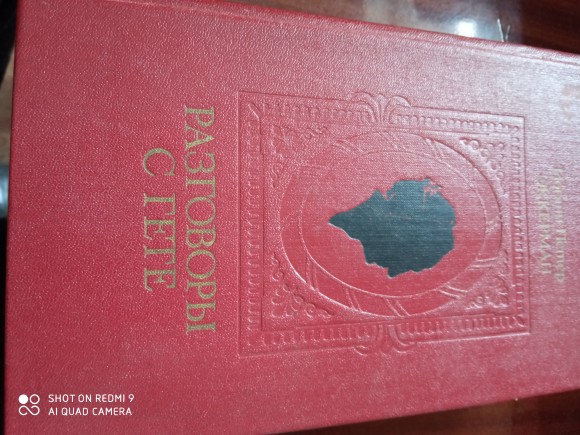 Иоганн Петер
ЭККЕРМАН
РАЗГОВОРЫ
С ГЕТЕ
SHOT ON REDMI 9
AI QUAD CAMERA